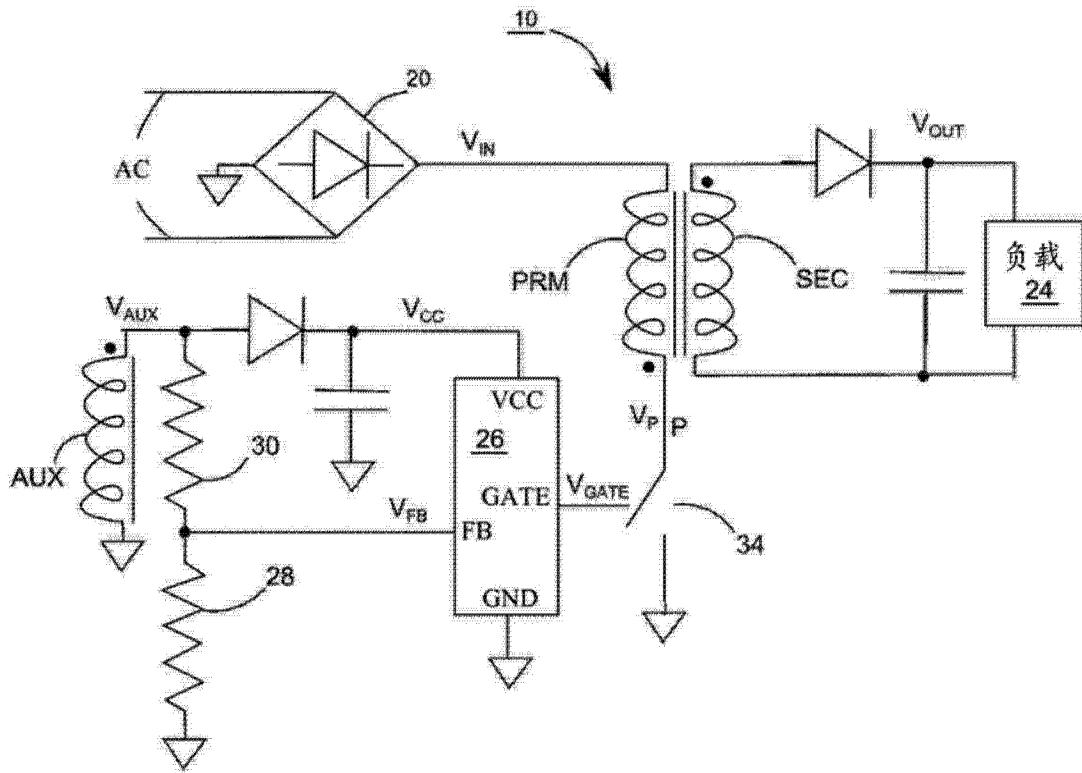 10
20
AC
V_IN
V_OUT
PRM
SEC
负载
24
V_AUX
V_CC
VCC
26
V_P
P
AUX
30
GATE
V_GATE
V_FB
FB
34
28
GND